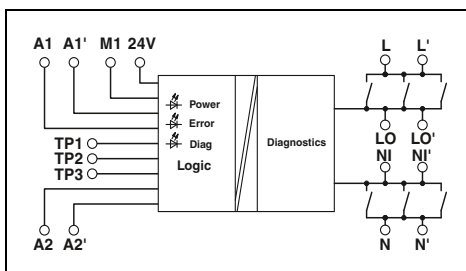 A1 A1' M1 24V L L'
Power
Error
TP1 Diag Diagnostics LO LO'
TP2 Logic NI NI'
TP3
A2 A2' N N'